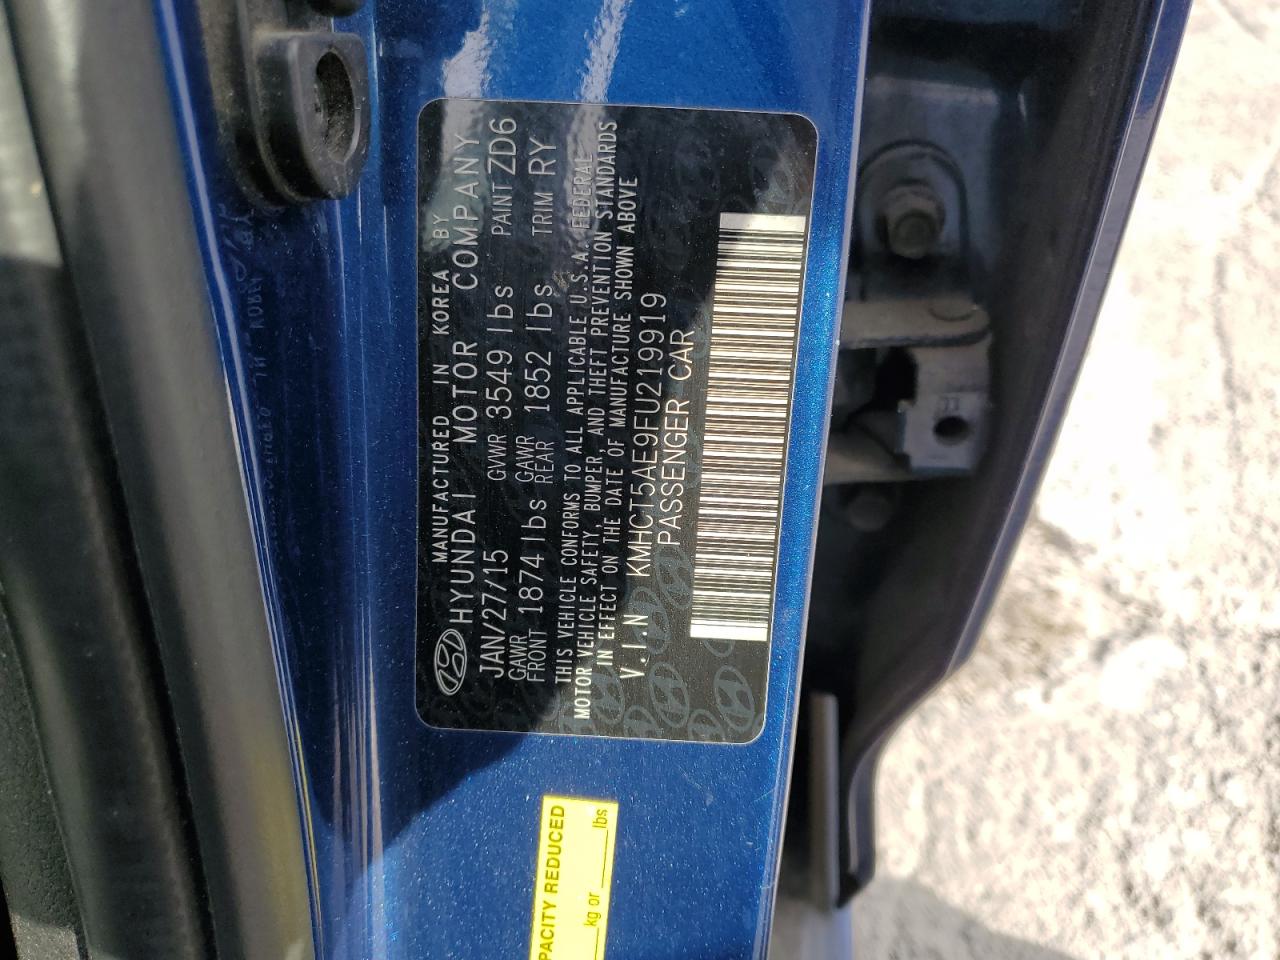 MANUFACTURED IN KOREA BY
HYUNDAI MOTOR COMPANY
JAN/27/15 GVWR 3549 lbs PAINT ZD6
GAWR FRONT 1874 lbs GAWR REAR 1852 lbs TRIM RY
THIS VEHICLE CONFORMS TO ALL APPLICABLE U.S.A. FEDERAL
MOTOR VEHICLE SAFETY, BUMPER, AND THEFT PREVENTION STANDARDS
IN EFFECT ON THE DATE OF MANUFACTURE SHOWN ABOVE
V.I.N KMHCT5AE9FU219919
PASSENGER CAR
PACITY REDUCED
kg or lbs